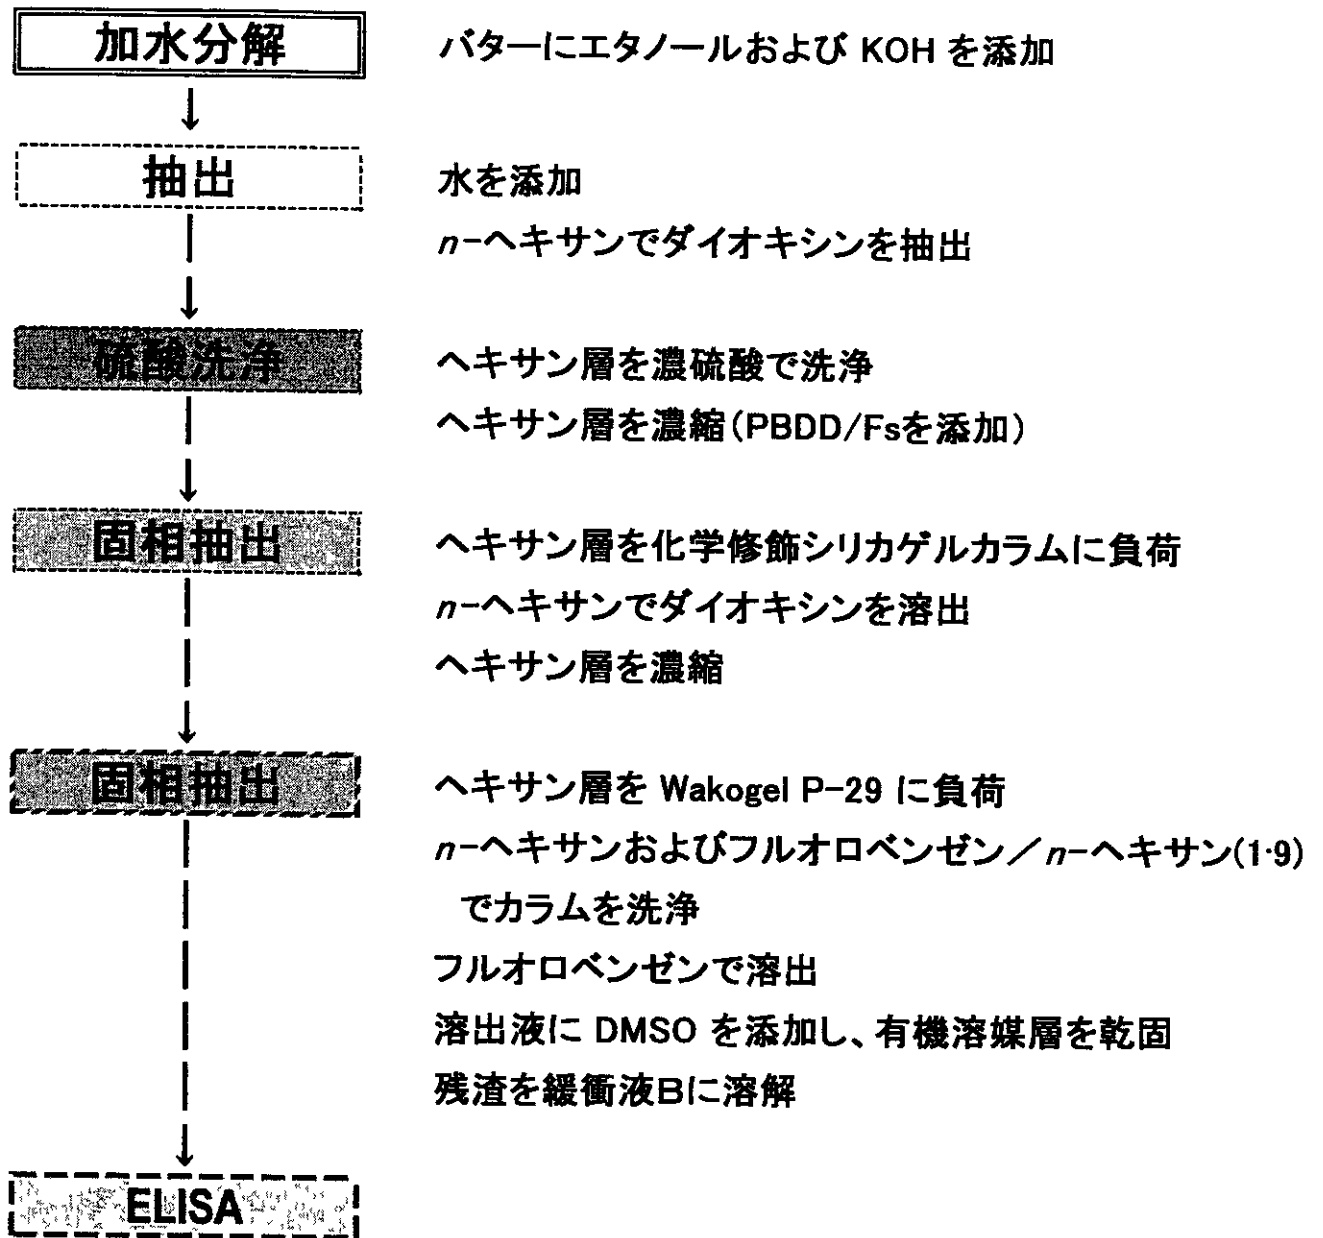 加水分解
バターにエタノールおよび KOH を添加
抽出
水を添加
n-ヘキサンでダイオキシンを抽出
硫酸洗浄
ヘキサン層を濃硫酸で洗浄
ヘキサン層を濃縮(PBDD/Fsを添加)
固相抽出
ヘキサン層を化学修飾シリカゲルカラムに負荷
n-ヘキサンでダイオキシンを溶出
ヘキサン層を濃縮
固相抽出
ヘキサン層を Wakogel P-29 に負荷
n-ヘキサンおよびフルオロベンゼン/n-ヘキサン(1·9)
でカラムを洗浄
フルオロベンゼンで溶出
溶出液に DMSO を添加し、有機溶媒層を乾固
残渣を緩衝液Bに溶解
ELISA